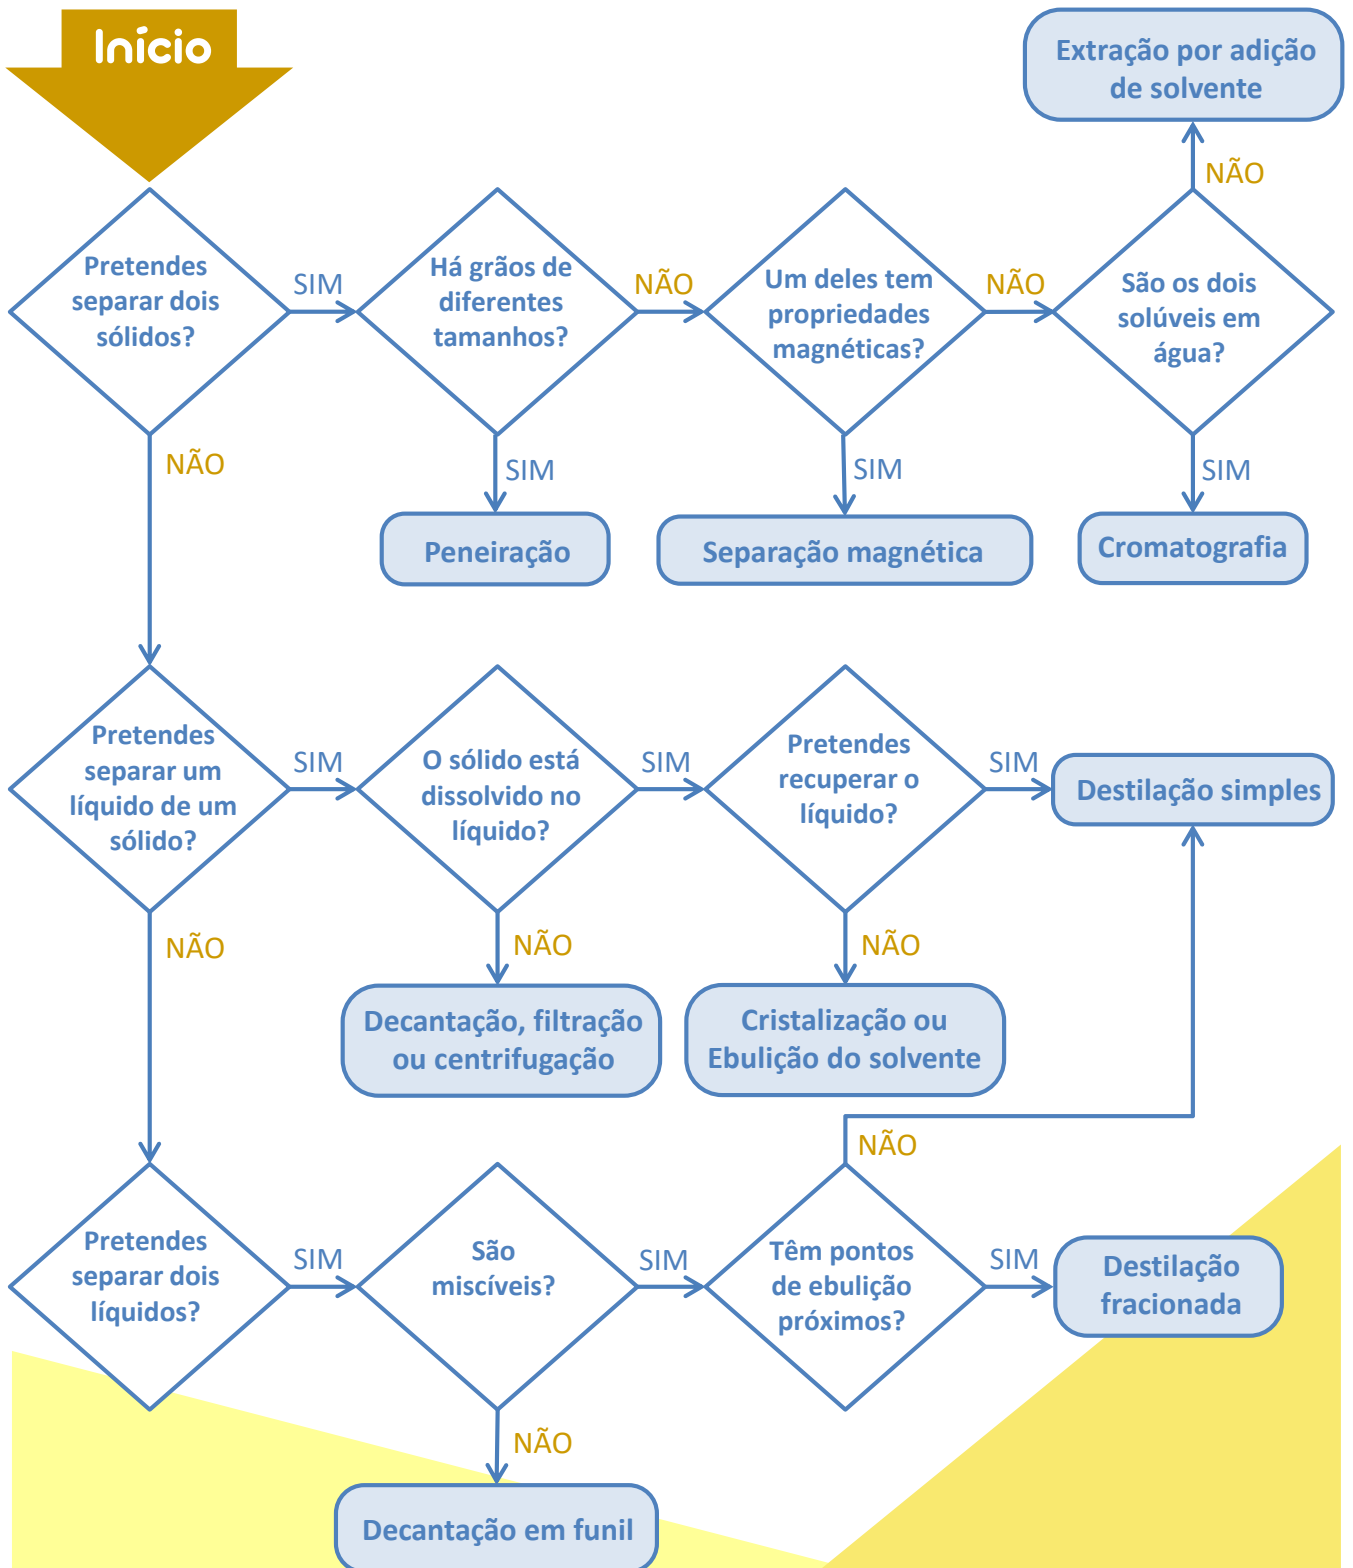 Início
Extração por adição
de solvente
NÃO
Pretendes
separar dois
sólidos?
SIM
Há grãos de
diferentes
tamanhos?
NÃO
Um deles tem
propriedades
magnéticas?
NÃO
São os dois
solúveis em
água?
NÃO
SIM
SIM
SIM
Peneiração
Separação magnética
Cromatografia
Pretendes
separar um
líquido de um
sólido?
SIM
O sólido está
dissolvido no
líquido?
SIM
Pretendes
recuperar o
líquido?
SIM
Destilação simples
NÃO
NÃO
NÃO
Decantação, filtração
ou centrifugação
Cristalização ou
Ebulição do solvente
NÃO
Pretendes
separar dois
líquidos?
SIM
São
miscíveis?
SIM
Têm pontos
de ebulição
próximos?
SIM
Destilação
fracionada
NÃO
Decantação em funil